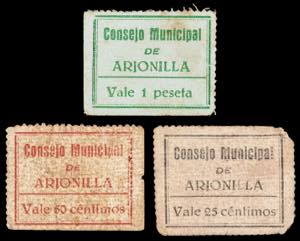 Consejo Municipal
DE
ARJONILLA
Vale 1 peseta
Consejo Municipal
DE
ARJONILLA
Vale 50 céntimos
Consejo Municipal
DE
ARJONILLA
Vale 25 céntimos